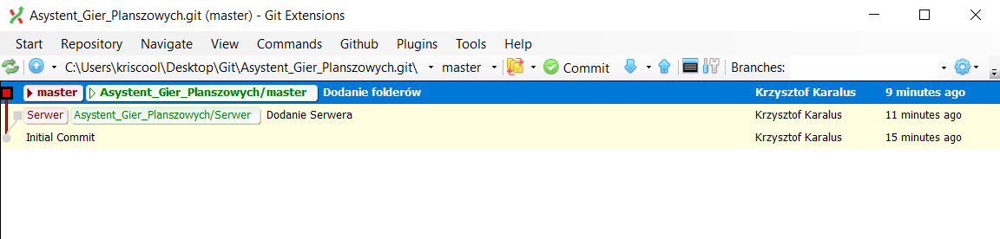 Asystent_Gier_Planszowych.git (master) - Git Extensions
Start Repository Navigate View Commands Github Plugins Tools Help
C:\Users\kriscool\Desktop\Git\Asystent_Gier_Planszowych.git\ master Commit Branches:
master Asystent_Gier_Planszowych/master Dodanie folderów Krzysztof Karalus 9 minutes ago
Serwer Asystent_Gier_Planszowych/Serwer Dodanie Serwera Krzysztof Karalus 11 minutes ago
Initial Commit Krzysztof Karalus 15 minutes ago